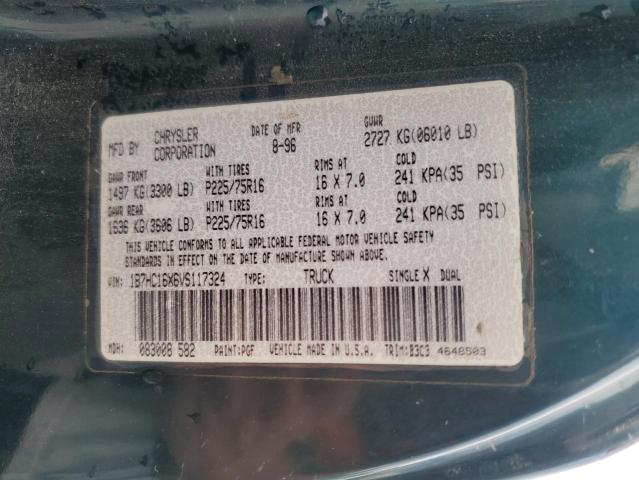 MFD BY CHRYSLER CORPORATION DATE OF MFR 8-96 GVWR 2727 KG(06010 LB)
GAWR FRONT WITH TIRES RIMS AT COLD
1497 KG(3300 LB) P225/75R16 16 X 7.0 241 KPA(35 PSI)
GAWR REAR WITH TIRES RIMS AT COLD
1636 KG(3606 LB) P225/75R16 16 X 7.0 241 KPA(35 PSI)
THIS VEHICLE CONFORMS TO ALL APPLICABLE FEDERAL MOTOR VEHICLE SAFETY
STANDARDS IN EFFECT ON THE DATE OF MANUFACTURE SHOWN ABOVE.
VIN: 1B7HC16X6VS117324 TYPE: TRUCK SINGLE X DUAL
MDH: 083008 582 PAINT:PGF VEHICLE MADE IN U.S.A. TRIM:B3C3 4648503